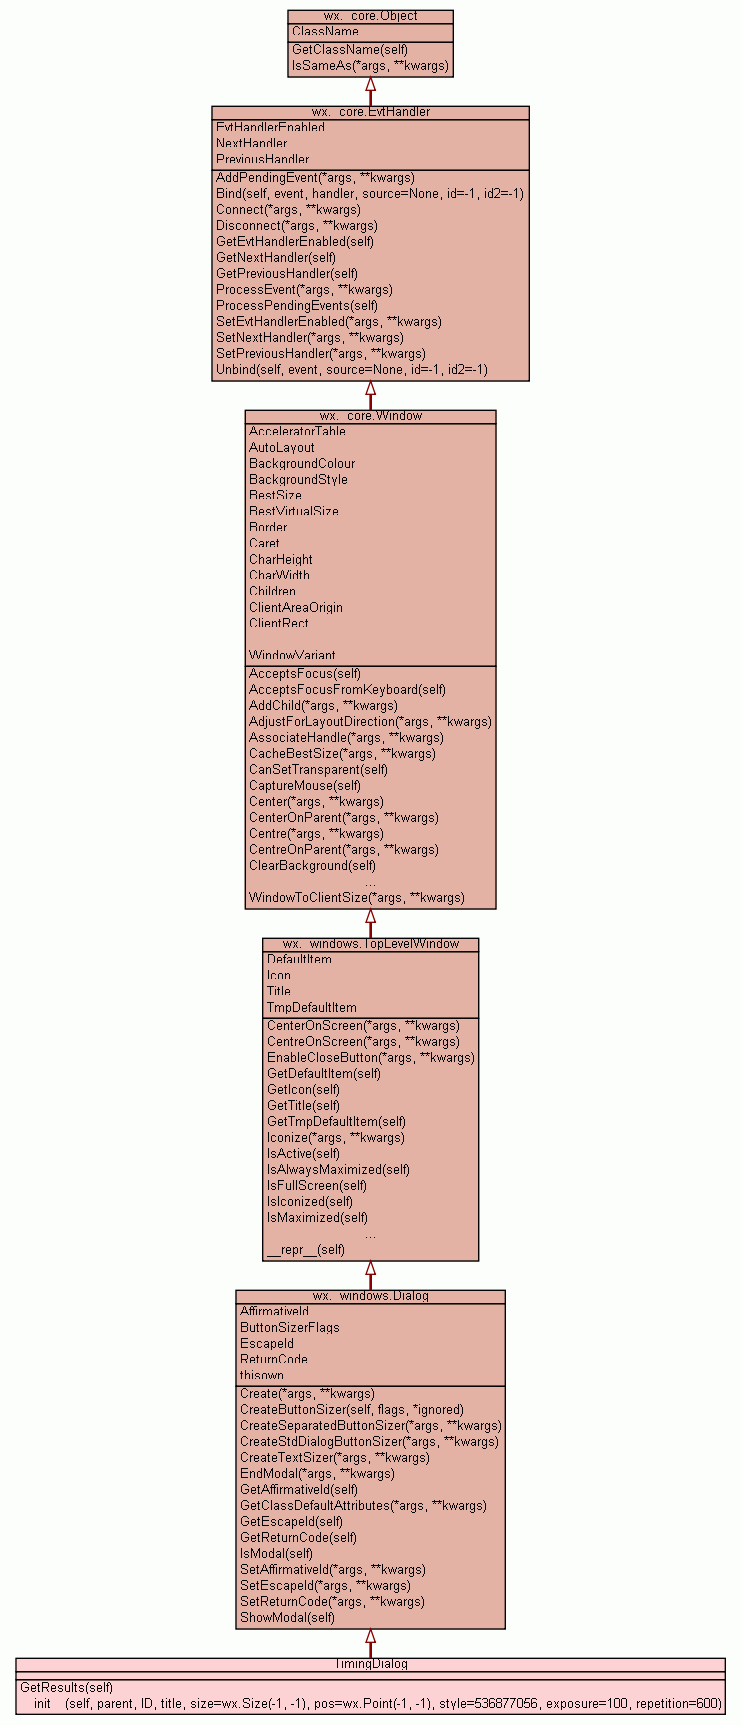 wx. core.Object
ClassName
GetClassName(self)
IsSameAs(*args, **kwargs)
wx. core.EvtHandler
EvtHandlerEnabled
NextHandler
PreviousHandler
AddPendingEvent(*args, **kwargs)
Bind(self, event, handler, source=None, id=-1, id2=-1)
Connect(*args, **kwargs)
Disconnect(*args, **kwargs)
GetEvtHandlerEnabled(self)
GetNextHandler(self)
GetPreviousHandler(self)
ProcessEvent(*args, **kwargs)
ProcessPendingEvents(self)
SetEvtHandlerEnabled(*args, **kwargs)
SetNextHandler(*args, **kwargs)
SetPreviousHandler(*args, **kwargs)
Unbind(self, event, source=None, id=-1, id2=-1)
wx. core.Window
AcceleratorTable
AutoLayout
BackgroundColour
BackgroundStyle
BestSize
BestVirtualSize
Border
Caret
CharHeight
CharWidth
Children
ClientAreaOrigin
ClientRect
WindowVariant
AcceptsFocus(self)
AcceptsFocusFromKeyboard(self)
AddChild(*args, **kwargs)
AdjustForLayoutDirection(*args, **kwargs)
AssociateHandle(*args, **kwargs)
CacheBestSize(*args, **kwargs)
CanSetTransparent(self)
CaptureMouse(self)
Center(*args, **kwargs)
CenterOnParent(*args, **kwargs)
Centre(*args, **kwargs)
CentreOnParent(*args, **kwargs)
ClearBackground(self)
...
WindowToClientSize(*args, **kwargs)
wx. windows.TopLevelWindow
DefaultItem
Icon
Title
TmpDefaultItem
CenterOnScreen(*args, **kwargs)
CentreOnScreen(*args, **kwargs)
EnableCloseButton(*args, **kwargs)
GetDefaultItem(self)
GetIcon(self)
GetTitle(self)
GetTmpDefaultItem(self)
Iconize(*args, **kwargs)
IsActive(self)
IsAlwaysMaximized(self)
IsFullScreen(self)
IsIconized(self)
IsMaximized(self)
...
__repr__(self)
wx. windows.Dialog
AffirmativeId
ButtonSizerFlags
EscapeId
ReturnCode
thisown
Create(*args, **kwargs)
CreateButtonSizer(self, flags, *ignored)
CreateSeparatedButtonSizer(*args, **kwargs)
CreateStdDialogButtonSizer(*args, **kwargs)
CreateTextSizer(*args, **kwargs)
EndModal(*args, **kwargs)
GetAffirmativeId(self)
GetClassDefaultAttributes(*args, **kwargs)
GetEscapeId(self)
GetReturnCode(self)
IsModal(self)
SetAffirmativeId(*args, **kwargs)
SetEscapeId(*args, **kwargs)
SetReturnCode(*args, **kwargs)
ShowModal(self)
TimingDialog
GetResults(self)
init (self, parent, ID, title, size=wx.Size(-1, -1), pos=wx.Point(-1, -1), style=536877056, exposure=100, repetition=600)